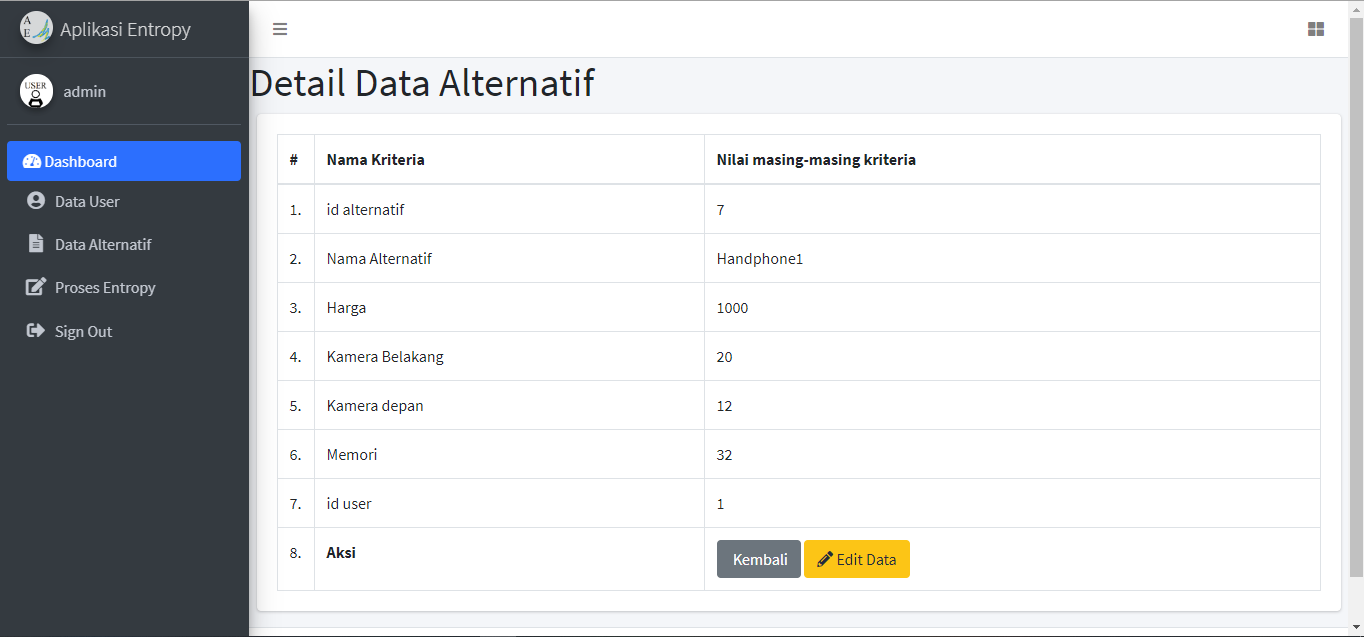 A
E
Aplikasi Entropy
USER
admin
Dashboard
Data User
Data Alternatif
Proses Entropy
Sign Out
Detail Data Alternatif
# Nama Kriteria Nilai masing-masing kriteria
1. id alternatif 7
2. Nama Alternatif Handphone1
3. Harga 1000
4. Kamera Belakang 20
5. Kamera depan 12
6. Memori 32
7. id user 1
8. Aksi Kembali Edit Data